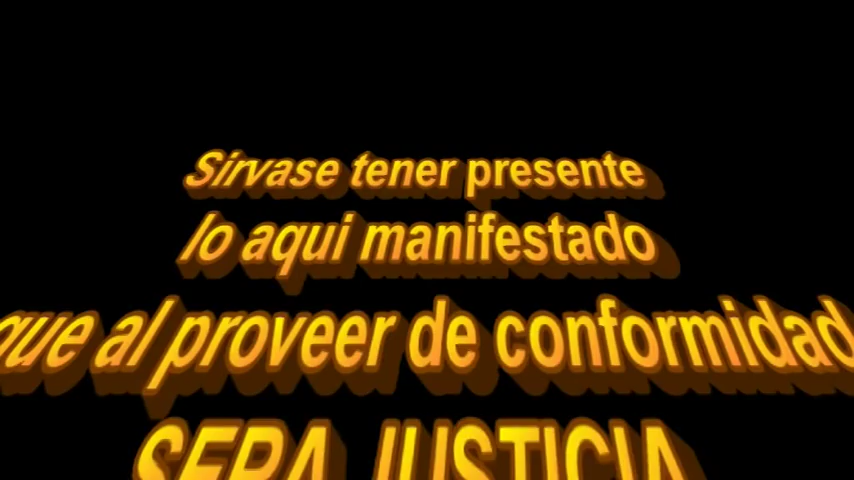 Sirvase tener presente
lo aqui manifestado
que al proveer de conformidad
SERA JUSTICIA